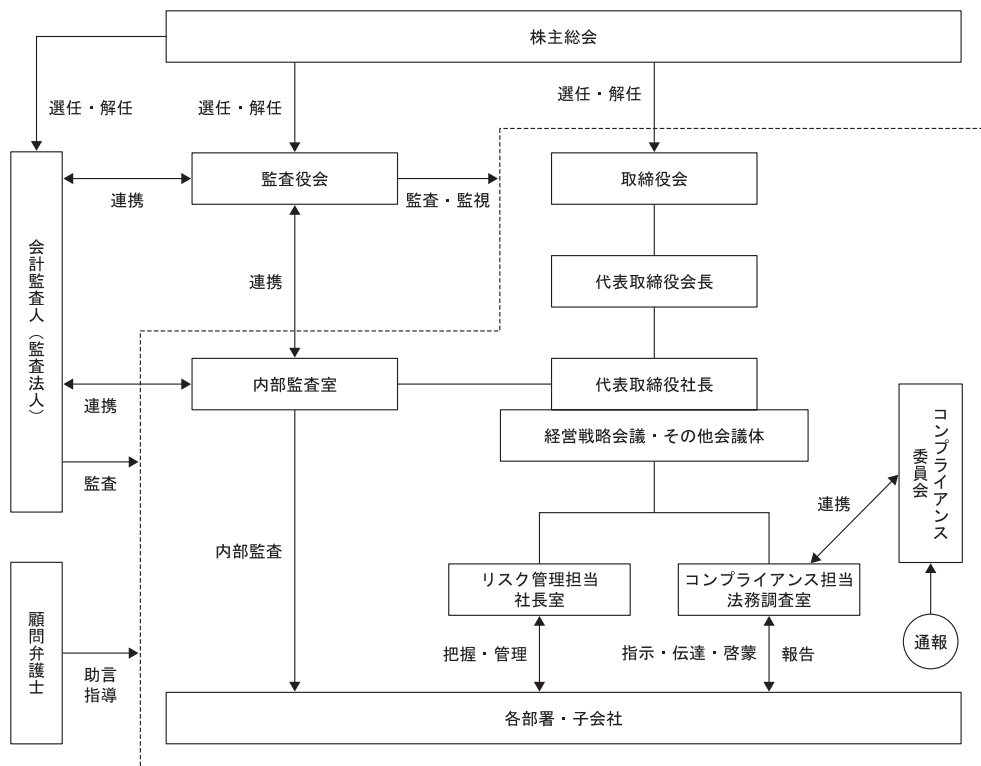 株主総会
選任・解任
選任・解任
選任・解任
監査役会
取締役会
連携
監査・監視
会計監査人（監査法人）
連携
代表取締役会長
内部監査室
代表取締役社長
連携
経営戦略会議・その他会議体
コンプライアンス
委員会
監査
連携
内部監査
リスク管理担当
社長室
コンプライアンス担当
法務調査室
顧問弁護士
助言
指導
把握・管理
指示・伝達・啓蒙
報告
通報
各部署・子会社